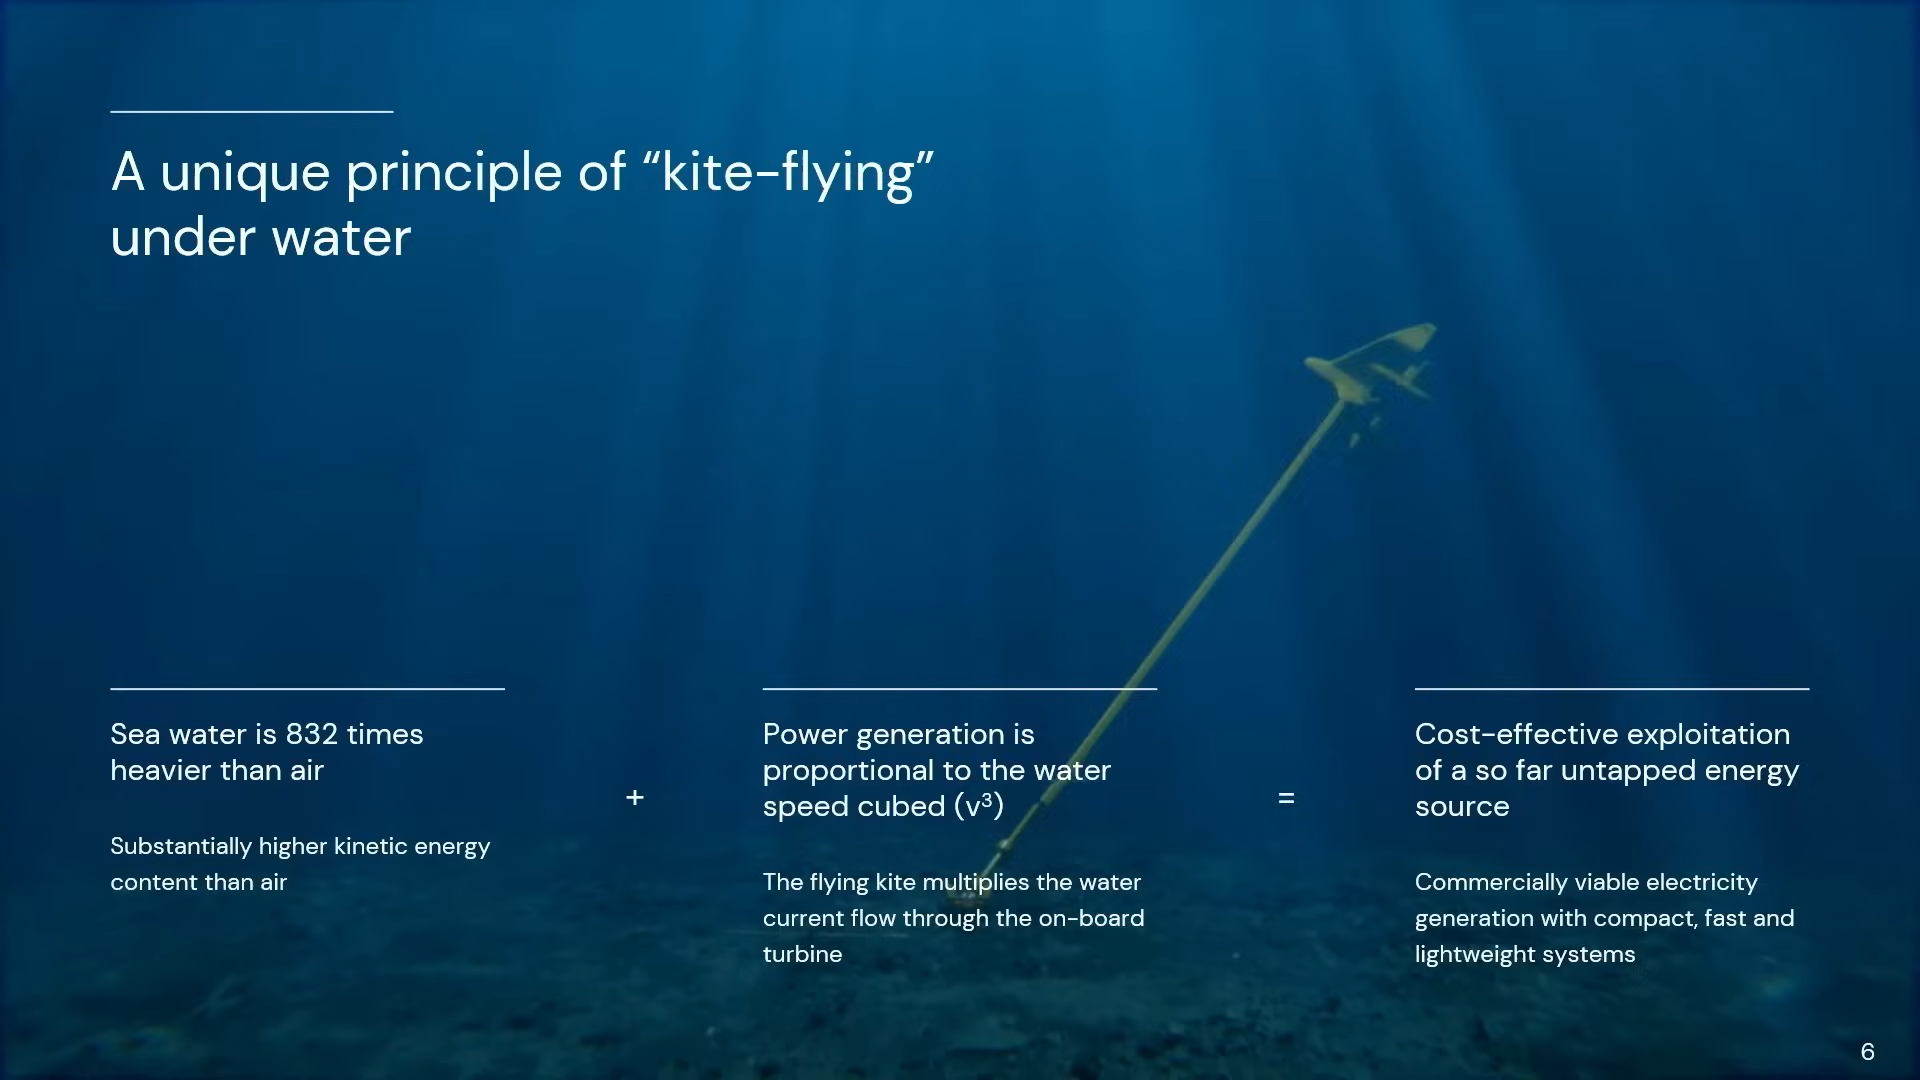 A unique principle of “kite-flying”
under water
Sea water is 832 times
heavier than air
Substantially higher kinetic energy
content than air
+
Power generation is
proportional to the water
speed cubed (v³)
The flying kite multiplies the water
current flow through the on-board
turbine
=
Cost-effective exploitation
of a so far untapped energy
source
Commercially viable electricity
generation with compact, fast and
lightweight systems
6